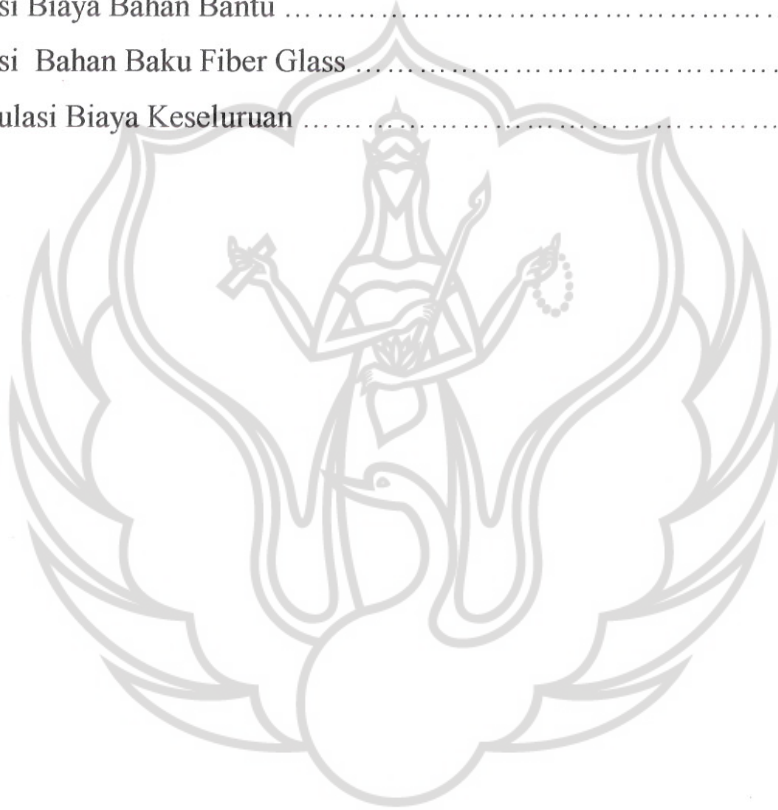 si Biaya Bahan Bantu ……………………………………………
si Bahan Baku Fiber Glass ……………………………………
ulasi Biaya Keseluruan …………………………………………